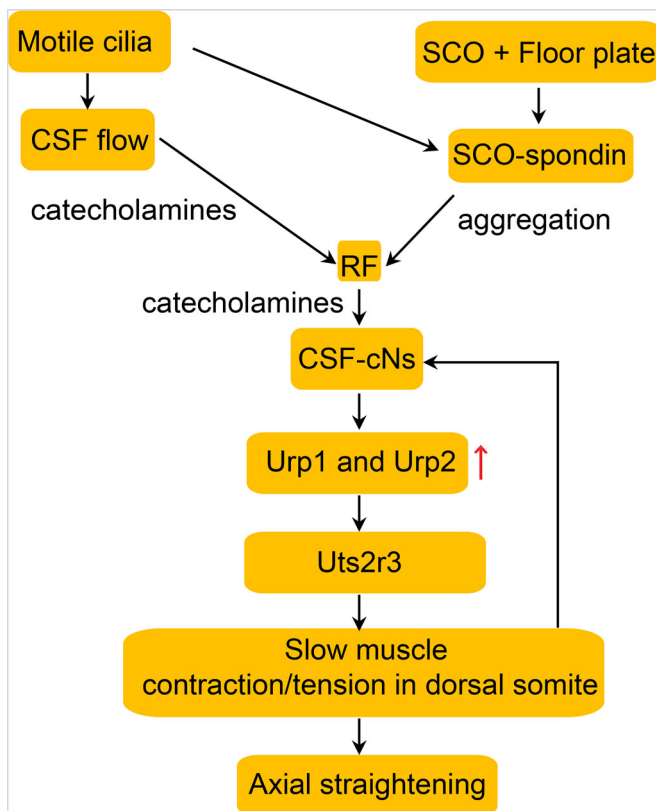 Motile cilia
SCO + Floor plate
CSF flow
SCO-spondin
catecholamines
aggregation
RF
catecholamines
CSF-cNs
Urp1 and Urp2
Uts2r3
Slow muscle
contraction/tension in dorsal somite
Axial straightening